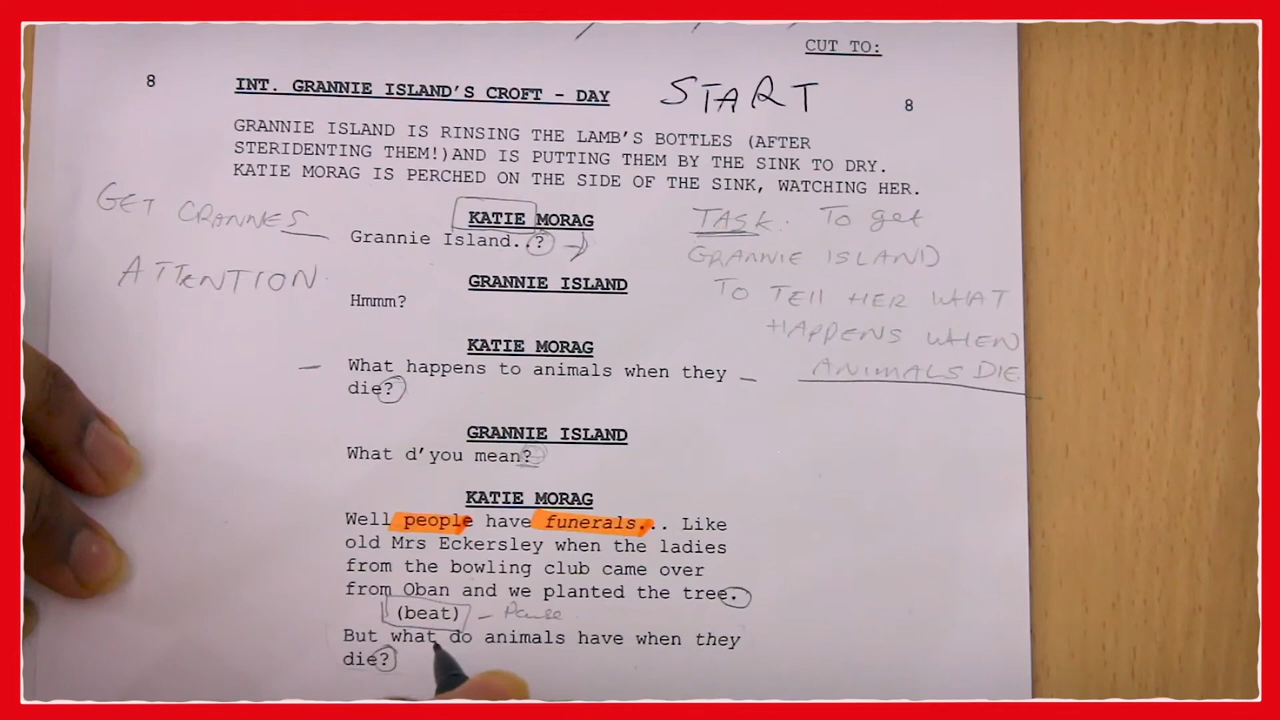 CUT TO:
8 INT. GRANNIE ISLAND'S CROFT - DAY START 8
GRANNIE ISLAND IS RINSING THE LAMB'S BOTTLES (AFTER
STERIDENTING THEM!)AND IS PUTTING THEM BY THE SINK TO DRY.
KATIE MORAG IS PERCHED ON THE SIDE OF THE SINK, WATCHING HER.
GET GRANNES
ATTENTION
KATIE MORAG
Grannie Island..?
TASK. To get
GRANNIE ISLAND
TO TELL HER WHAT
HAPPENS WHEN
ANIMALS DIE.
GRANNIE ISLAND
Hmmm?
KATIE MORAG
What happens to animals when they
die?
GRANNIE ISLAND
What d'you mean?
KATIE MORAG
Well people have funerals... Like
old Mrs Eckersley when the ladies
from the bowling club came over
from Oban and we planted the tree.
(beat) - Pause
But what do animals have when they
die?